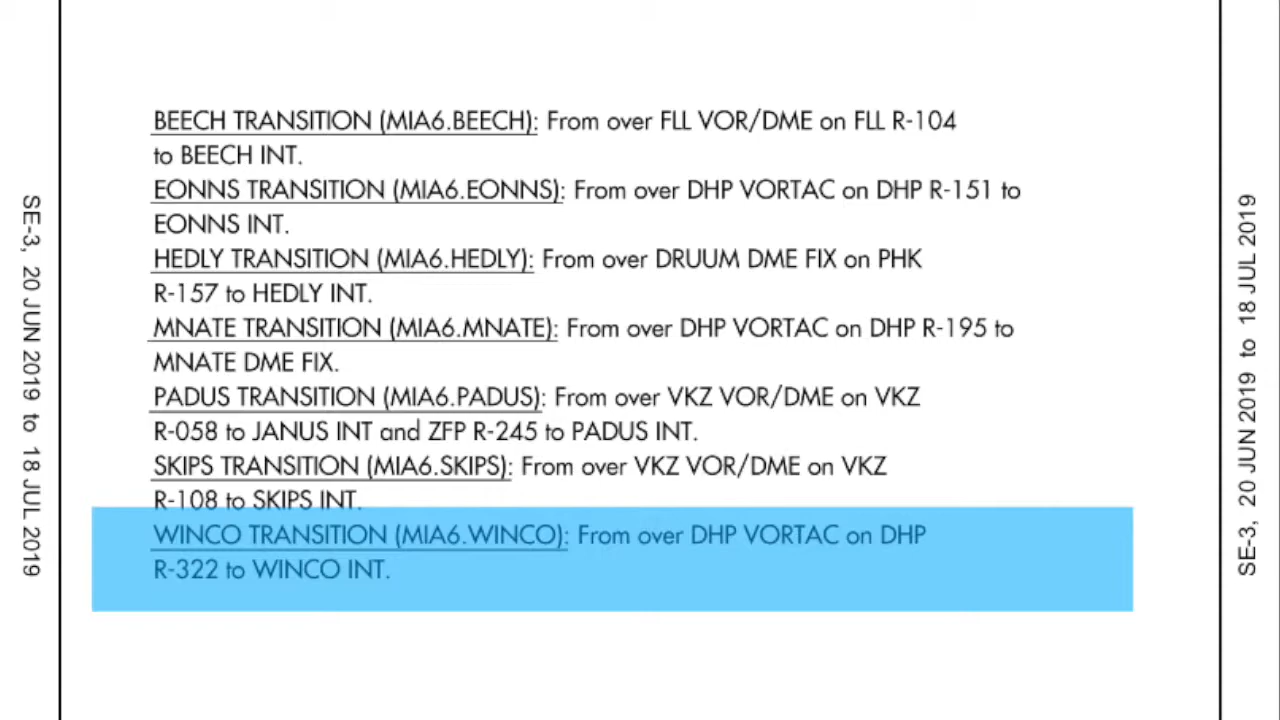 SE-3, 20 JUN 2019 to 18 JUL 2019
BEECH TRANSITION (MIA6.BEECH): From over FLL VOR/DME on FLL R-104
to BEECH INT.
EONNS TRANSITION (MIA6.EONNS): From over DHP VORTAC on DHP R-151 to
EONNS INT.
HEDLY TRANSITION (MIA6.HEDLY): From over DRUUM DME FIX on PHK
R-157 to HEDLY INT.
MNATE TRANSITION (MIA6.MNATE): From over DHP VORTAC on DHP R-195 to
MNATE DME FIX.
PADUS TRANSITION (MIA6.PADUS): From over VKZ VOR/DME on VKZ
R-058 to JANUS INT and ZFP R-245 to PADUS INT.
SKIPS TRANSITION (MIA6.SKIPS): From over VKZ VOR/DME on VKZ
R-108 to SKIPS INT.
WINCO TRANSITION (MIA6.WINCO): From over DHP VORTAC on DHP
R-322 to WINCO INT.
SE-3, 20 JUN 2019 to 18 JUL 2019